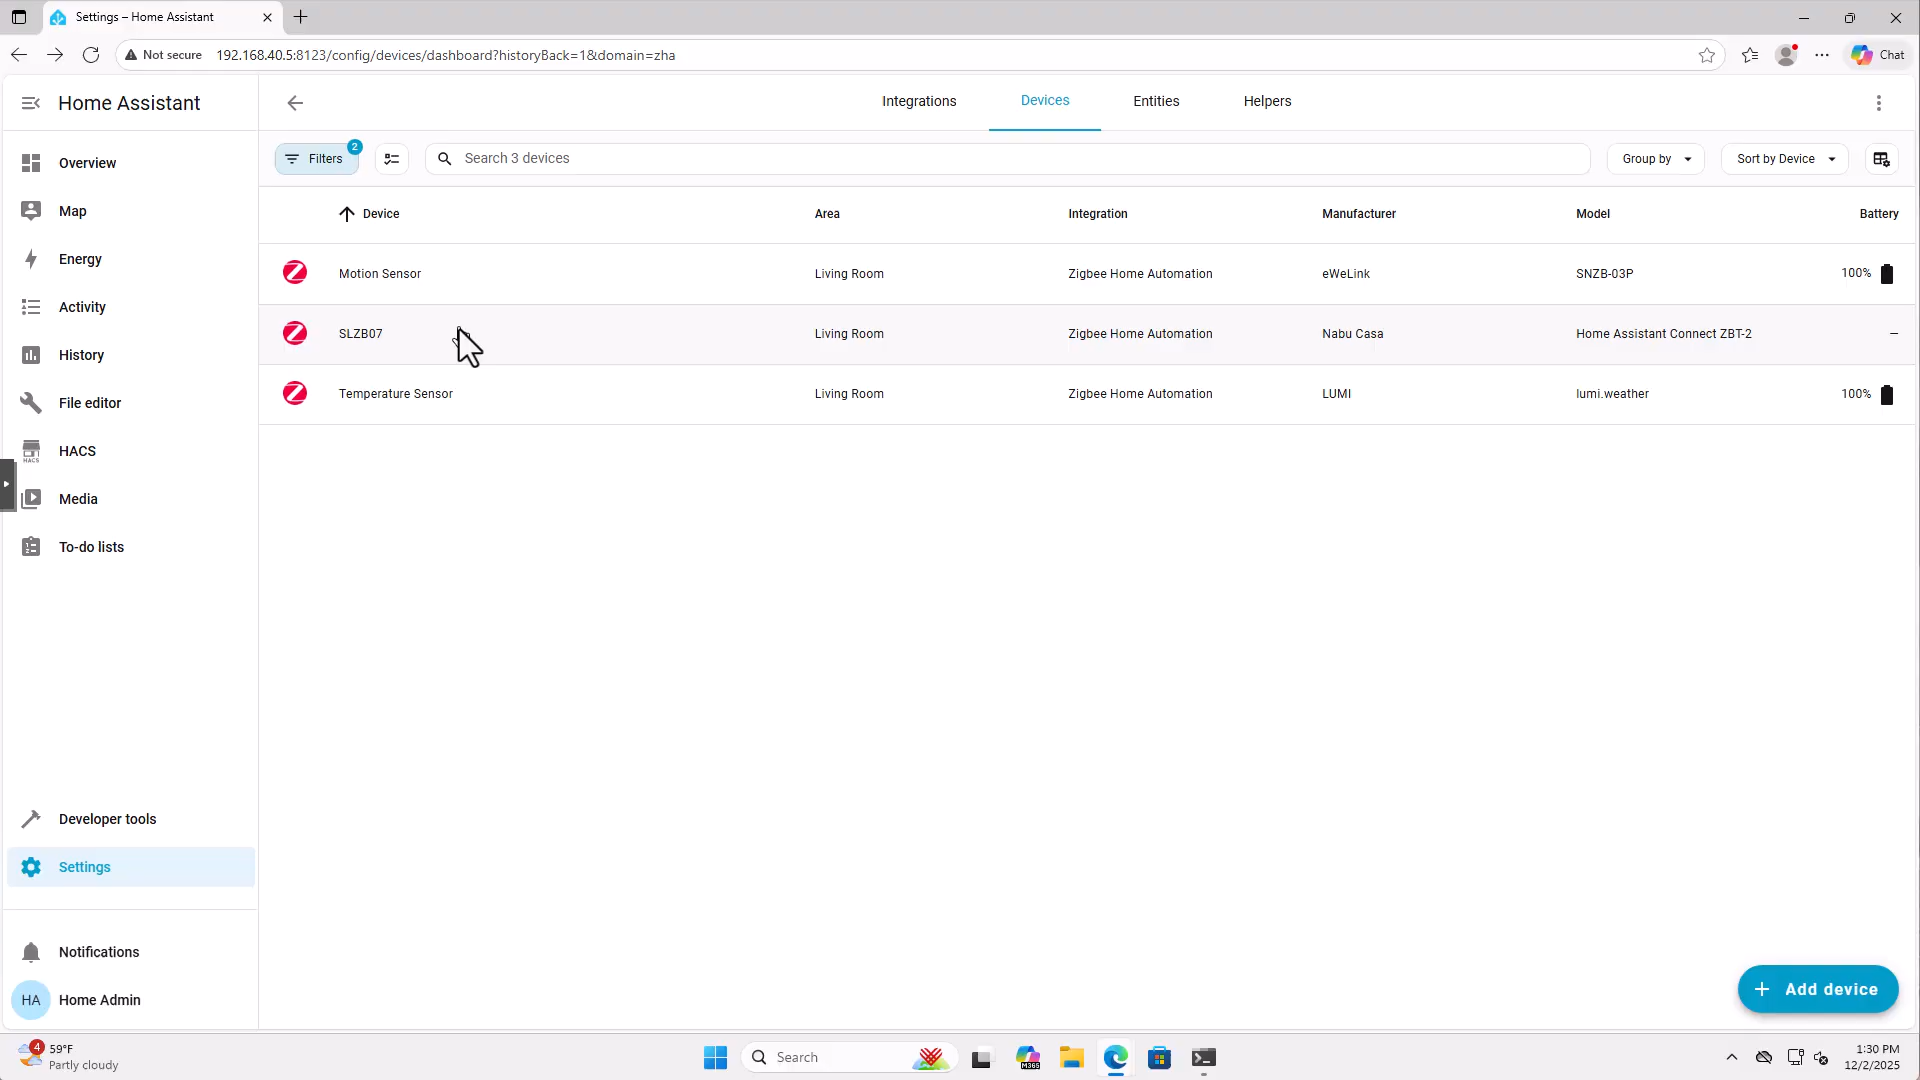 Settings – Home Assistant
Not secure 192.168.40.5:8123/config/devices/dashboard?historyBack=1&domain=zha
Chat
Home Assistant
Integrations Devices Entities Helpers
Overview
Map
Energy
Activity
History
File editor
HACS
Media
To-do lists
Developer tools
Settings
Notifications
HA Home Admin
Filters 2
Search 3 devices
Group by
Sort by Device
Device Area Integration Manufacturer Model Battery
Motion Sensor Living Room Zigbee Home Automation eWeLink SNZB-03P 100%
SLZB07 Living Room Zigbee Home Automation Nabu Casa Home Assistant Connect ZBT-2 –
Temperature Sensor Living Room Zigbee Home Automation LUMI lumi.weather 100%
+ Add device
4 59°F
Partly cloudy
Search
M365
1:30 PM
12/2/2025